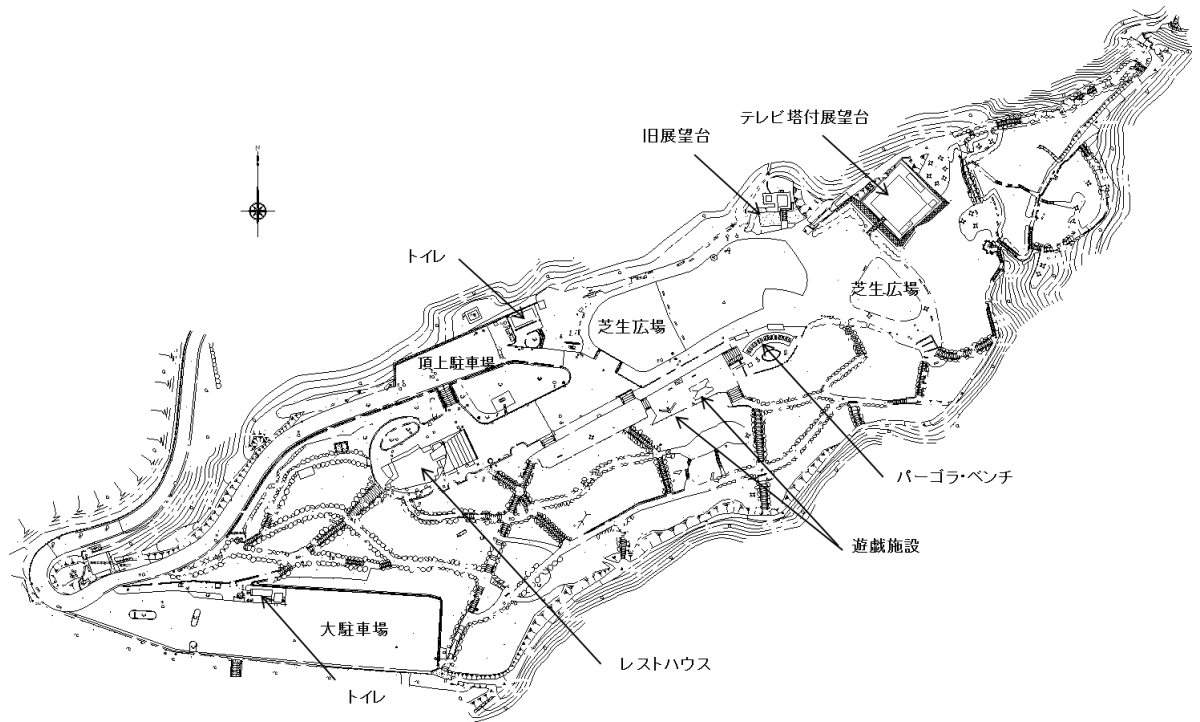 テレビ塔付展望台
旧展望台
N
トイレ
芝生広場
芝生広場
頂上駐車場
パーゴラ・ベンチ
遊戯施設
大駐車場
レストハウス
トイレ